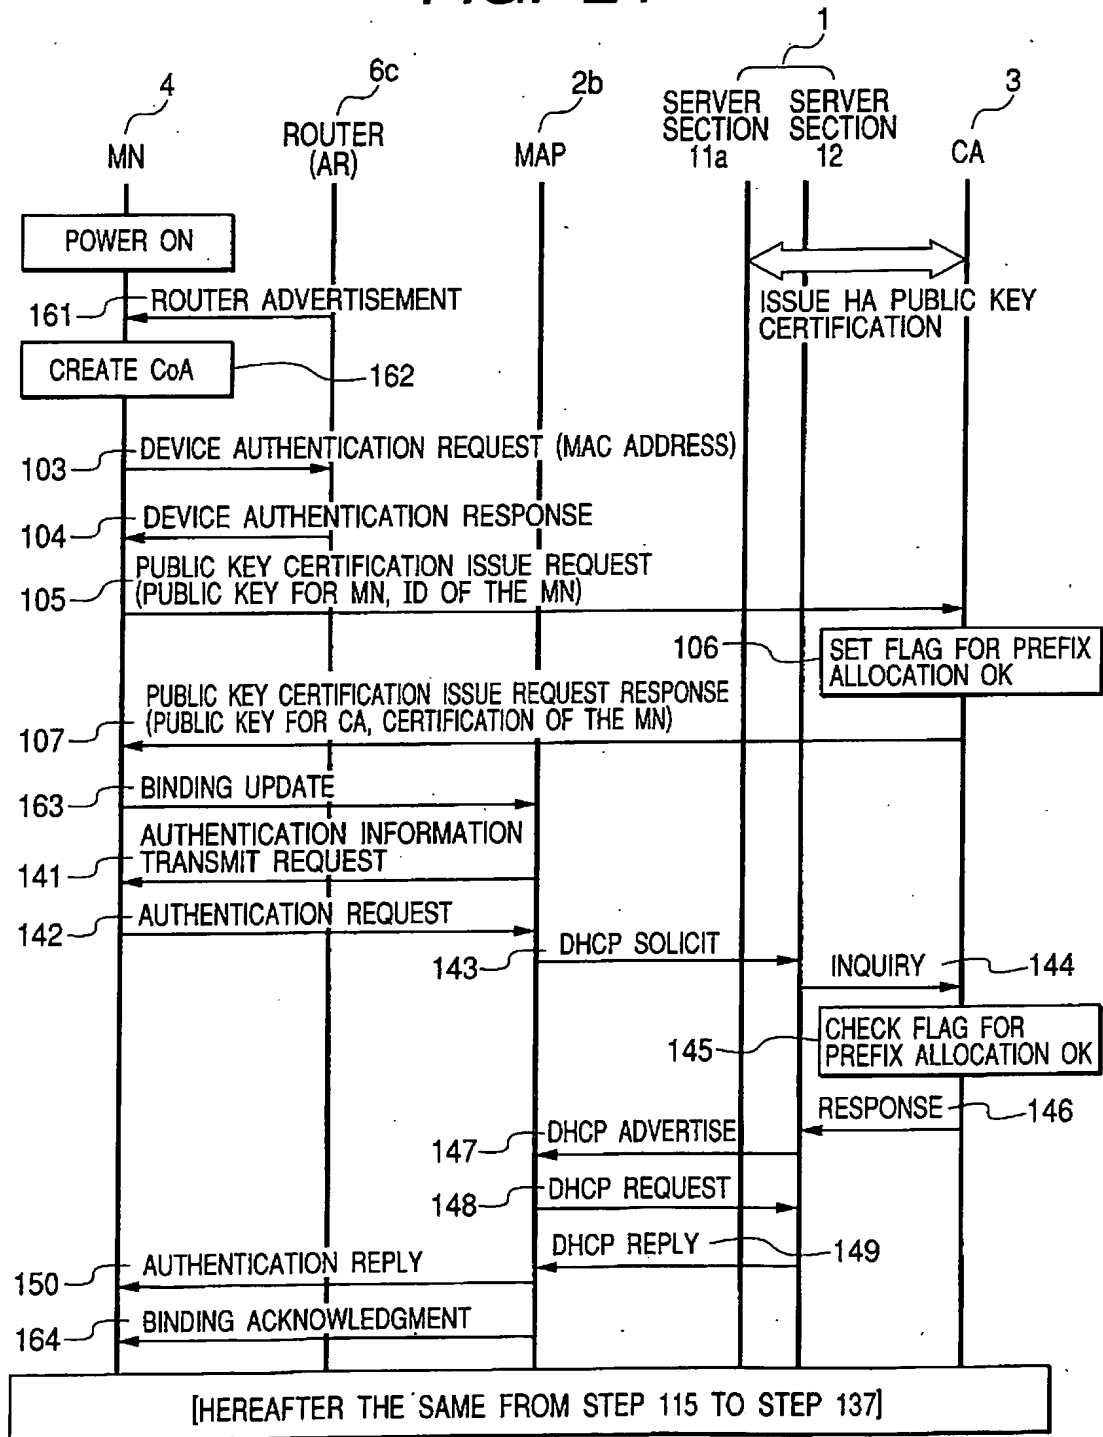 1
4
6c
2b
3
SERVER SECTION 11a
SERVER SECTION 12
ROUTER (AR)
MN
MAP
CA
POWER ON
161
ROUTER ADVERTISEMENT
ISSUE HA PUBLIC KEY
CERTIFICATION
CREATE CoA
162
DEVICE AUTHENTICATION REQUEST (MAC ADDRESS)
103
DEVICE AUTHENTICATION RESPONSE
104
PUBLIC KEY CERTIFICATION ISSUE REQUEST
(PUBLIC KEY FOR MN, ID OF THE MN)
105
106
SET FLAG FOR PREFIX
ALLOCATION OK
PUBLIC KEY CERTIFICATION ISSUE REQUEST RESPONSE
(PUBLIC KEY FOR CA, CERTIFICATION OF THE MN)
107
BINDING UPDATE
163
AUTHENTICATION INFORMATION
TRANSMIT REQUEST
141
AUTHENTICATION REQUEST
142
DHCP SOLICIT
143
INQUIRY
144
CHECK FLAG FOR
PREFIX ALLOCATION OK
145
RESPONSE
146
DHCP ADVERTISE
147
DHCP REQUEST
148
DHCP REPLY
149
AUTHENTICATION REPLY
150
BINDING ACKNOWLEDGMENT
164
[HEREAFTER THE SAME FROM STEP 115 TO STEP 137]